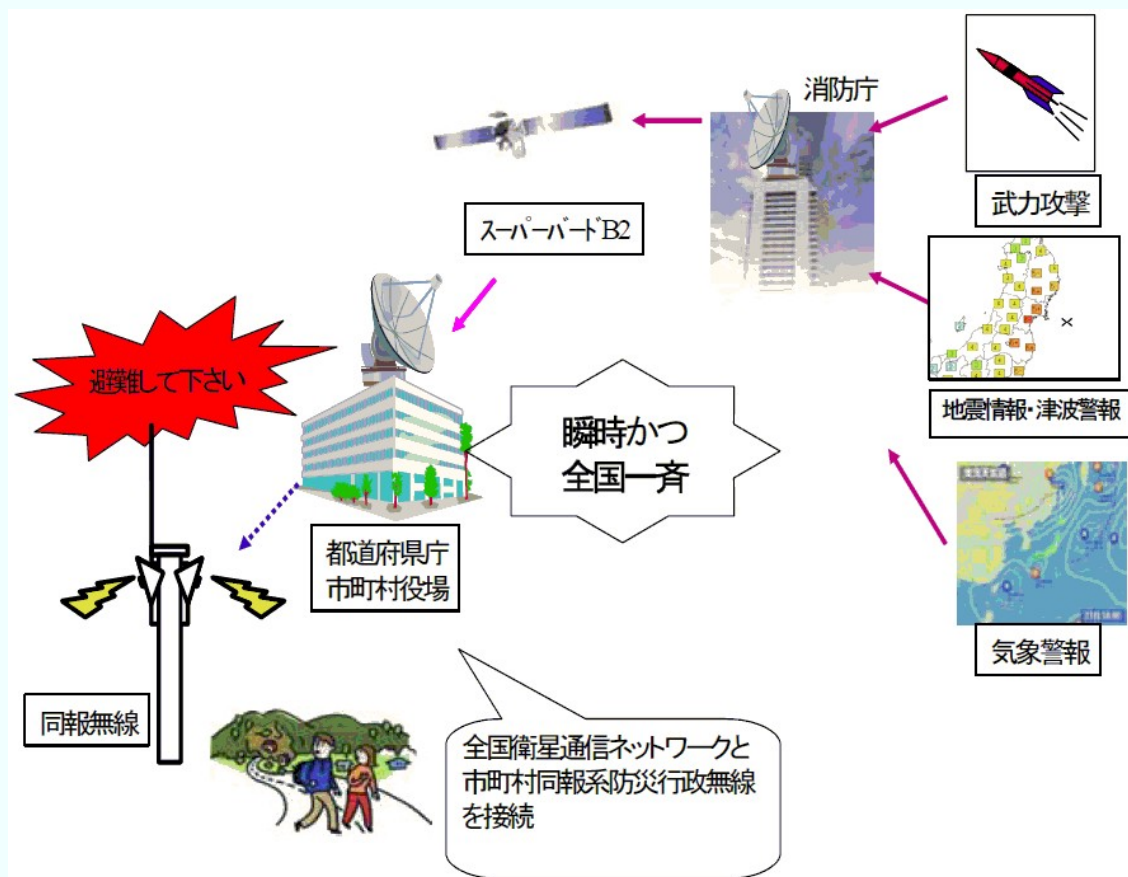 消防庁
武力攻撃
スーパーバードB2
避難して下さい
地震情報・津波警報
瞬時かつ
全国一斉
都道府県庁
市町村役場
気象警報
同報無線
全国衛星通信ネットワークと
市町村同報系防災行政無線
を接続